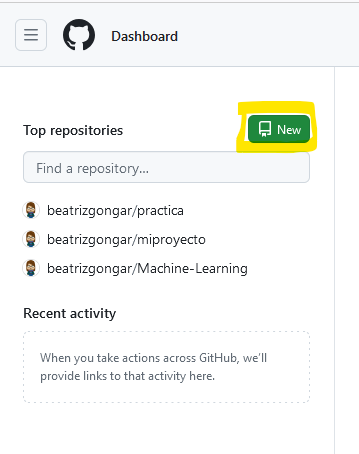 Dashboard
Top repositories
New
Find a repository...
beatrizgongar/practica
beatrizgongar/miproyecto
beatrizgongar/Machine-Learning
Recent activity
When you take actions across GitHub, we'll
provide links to that activity here.